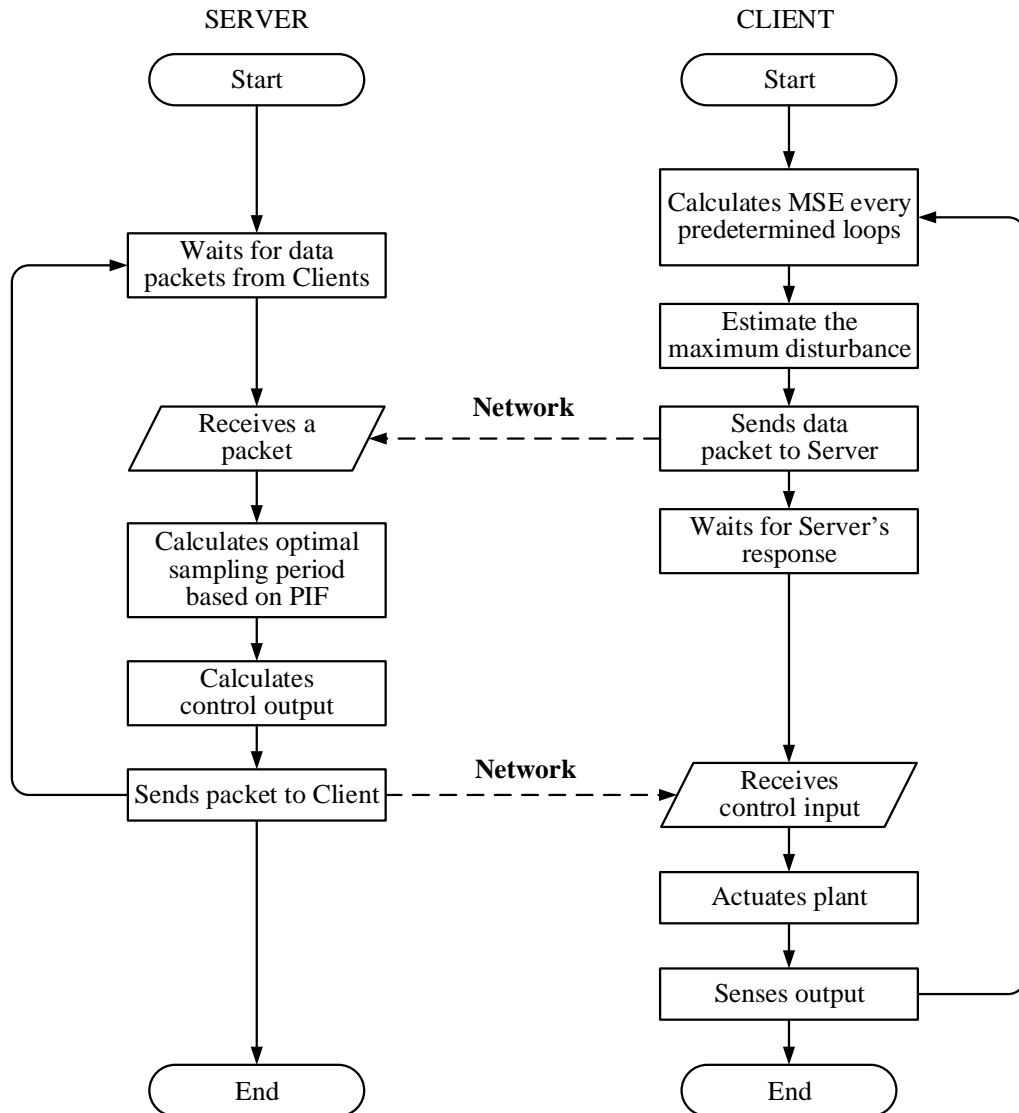 SERVER
Start
Waits for data
packets from Clients
Receives a
packet
Calculates optimal
sampling period
based on PIF
Calculates
control output
Sends packet to Client
End
Network
Network
CLIENT
Start
Calculates MSE every
predetermined loops
Estimate the
maximum disturbance
Sends data
packet to Server
Waits for Server’s
response
Receives
control input
Actuates plant
Senses output
End